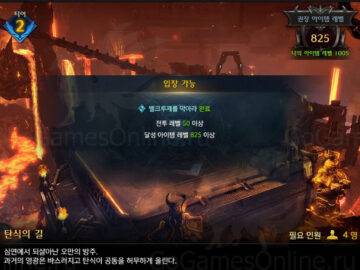 티어
2
권장 아이템 레벨
825
나의 아이템 레벨 1005
입장 가능
벨크루제를 막아라 완료
전투 레벨 50 이상
달성 아이템 레벨 825 이상
GamesOnline.ru
탄식의 길
필요 인원 4 명
심연에서 되살아난 오만의 방주.
과거의 영광은 바스러지고 탄식이 공동을 허무하게 울린다.